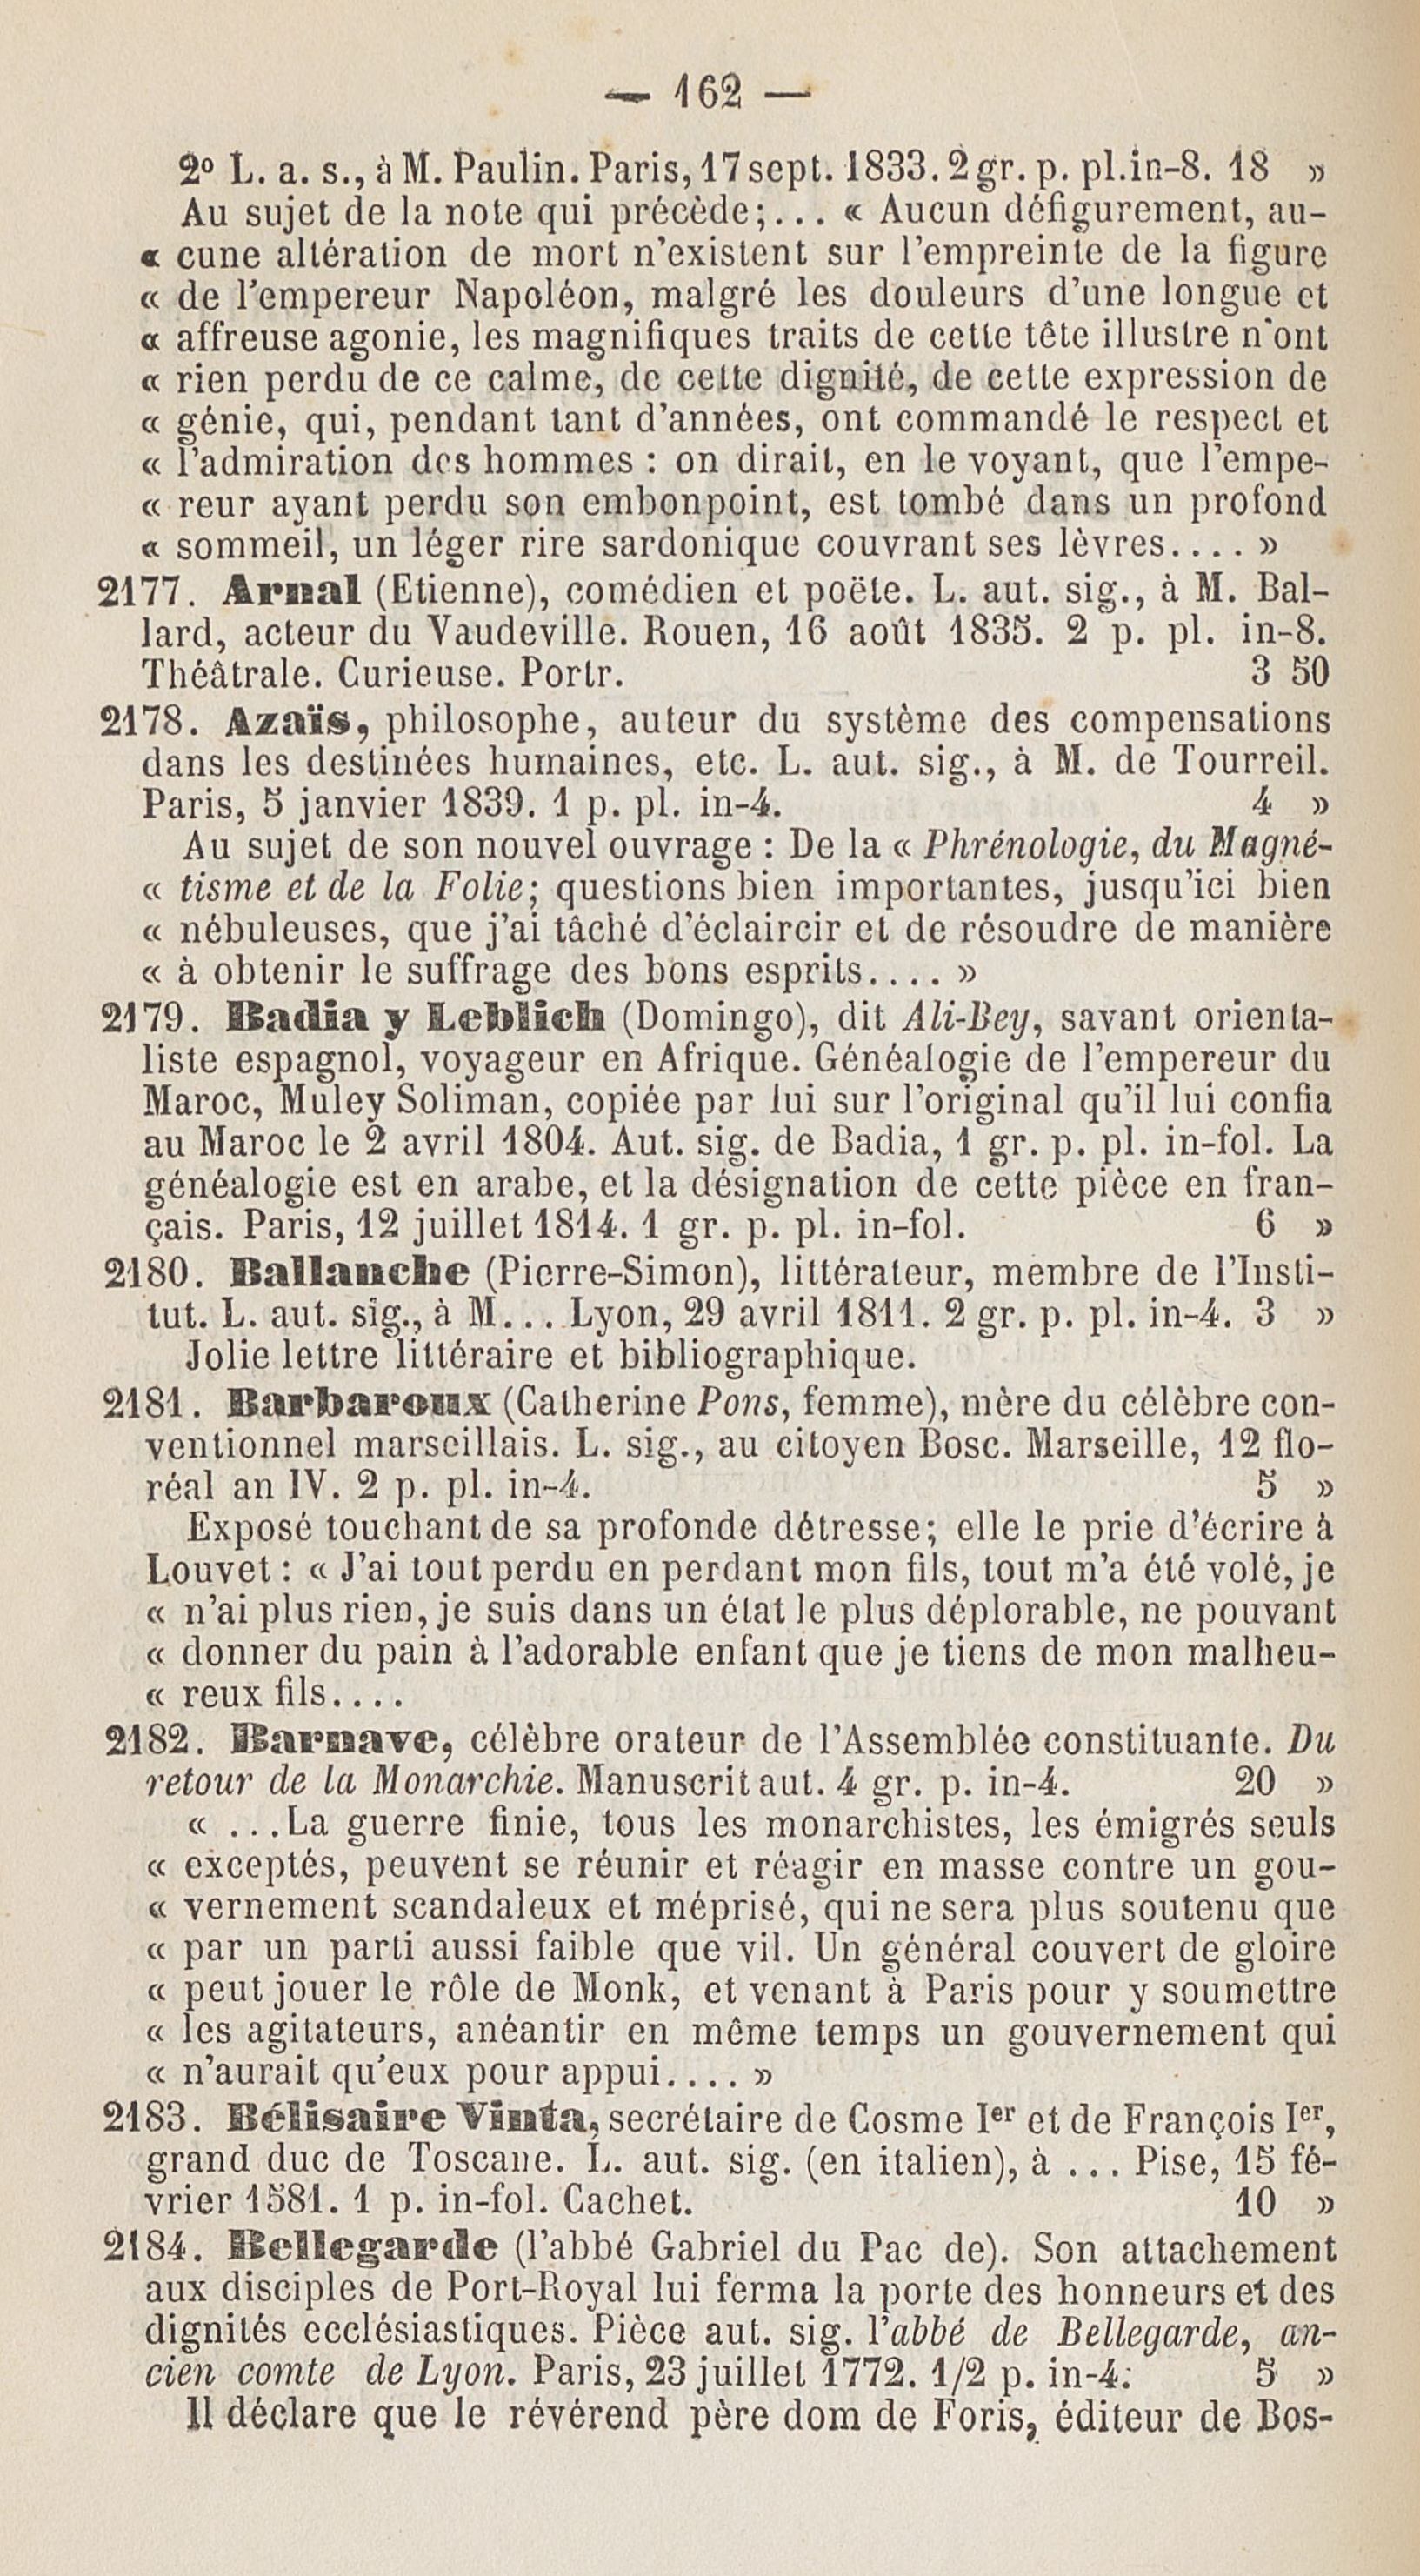 — 162 —
2º L. a. s., à M. Paulin. Paris, 17 sept. 1833. 2 gr. p. pl. in-8. 18 »
Au sujet de la note qui précède;... « Aucun défigurement, au-
« cune altération de mort n'existent sur l'empreinte de la figure
« de l'empereur Napoléon, malgré les douleurs d'une longue et
« affreuse agonie, les magnifiques traits de cette tête illustre n'ont
« rien perdu de ce calme, de cette dignité, de cette expression de
« génie, qui, pendant tant d'années, ont commandé le respect et
« l'admiration des hommes : on dirait, en le voyant, que l'empe-
« reur ayant perdu son embonpoint, est tombé dans un profond
« sommeil, un léger rire sardonique couvrant ses lèvres.... »
2177. Arnal (Etienne), comédien et poëte. L. aut. sig., à M. Bal-
lard, acteur du Vaudeville. Rouen, 16 août 1835. 2 p. pl. in-8.
Théâtrale. Curieuse. Portr. 3 50
2178. Azaïs, philosophe, auteur du système des compensations
dans les destinées humaines, etc. L. aut. sig., à M. de Tourreil.
Paris, 5 janvier 1839. 1 p. pl. in-4. 4 »
Au sujet de son nouvel ouvrage : De la « Phrénologie, du Magné-
« tisme et de la Folie; questions bien importantes, jusqu'ici bien
« nébuleuses, que j'ai tâché d'éclaircir et de résoudre de manière
« à obtenir le suffrage des bons esprits.... »
2179. Badia y Leblich (Domingo), dit Ali-Bey, savant orienta-
liste espagnol, voyageur en Afrique. Généalogie de l'empereur du
Maroc, Muley Soliman, copiée par lui sur l'original qu'il lui confia
au Maroc le 2 avril 1804. Aut. sig. de Badia, 1 gr. p. pl. in-fol. La
généalogie est en arabe, et la désignation de cette pièce en fran-
çais. Paris, 12 juillet 1814. 1 gr. p. pl. in-fol. 6 »
2180. Ballanche (Pierre-Simon), littérateur, membre de l'Insti-
tut. L. aut. sig., à M... Lyon, 29 avril 1811. 2 gr. p. pl. in-4. 3 »
Jolie lettre littéraire et bibliographique.
2181. Barbaroux (Catherine Pons, femme), mère du célèbre con-
ventionnel marseillais. L. sig., au citoyen Bosc. Marseille, 12 flo-
réal an IV. 2 p. pl. in-4. 5 »
Exposé touchant de sa profonde détresse; elle le prie d'écrire à
Louvet : « J'ai tout perdu en perdant mon fils, tout m'a été volé, je
« n'ai plus rien, je suis dans un état le plus déplorable, ne pouvant
« donner du pain à l'adorable enfant que je tiens de mon malheu-
« reux fils....
2182. Barnave, célèbre orateur de l'Assemblée constituante. Du
retour de la Monarchie. Manuscrit aut. 4 gr. p. in-4. 20 »
« ...La guerre finie, tous les monarchistes, les émigrés seuls
« exceptés, peuvent se réunir et réagir en masse contre un gou-
« vernement scandaleux et méprisé, qui ne sera plus soutenu que
« par un parti aussi faible que vil. Un général couvert de gloire
« peut jouer le rôle de Monk, et venant à Paris pour y soumettre
« les agitateurs, anéantir en même temps un gouvernement qui
« n'aurait qu'eux pour appui.... »
2183. Bélisaire Vinta, secrétaire de Cosme Ier et de François Ier,
grand duc de Toscane. L. aut. sig. (en italien), à ... Pise, 15 fé-
vrier 1581. 1 p. in-fol. Cachet. 10 »
2184. Bellegarde (l'abbé Gabriel du Pac de). Son attachement
aux disciples de Port-Royal lui ferma la porte des honneurs et des
dignités ecclésiastiques. Pièce aut. sig. l'abbé de Bellegarde, an-
cien comte de Lyon. Paris, 23 juillet 1772. 1/2 p. in-4. 5 »
Il déclare que le révérend père dom de Foris, éditeur de Bos-